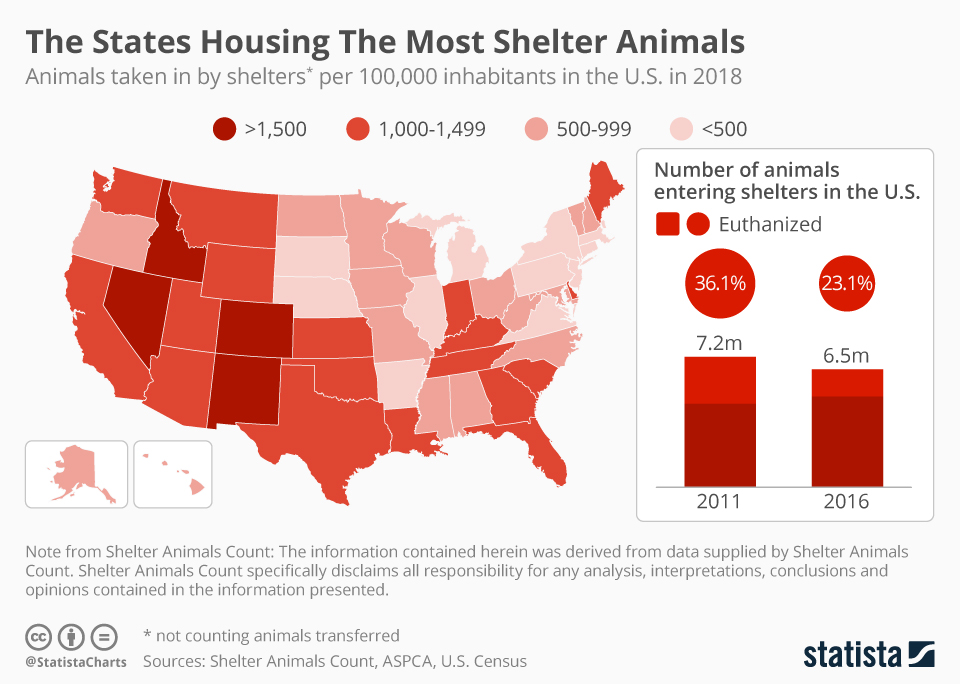 The States Housing The Most Shelter Animals
Animals taken in by shelters* per 100,000 inhabitants in the U.S. in 2018
>1,500 1,000-1,499 500-999 <500
Number of animals
entering shelters in the U.S.
Euthanized
36.1% 23.1%
7.2m 6.5m
2011 2016
Note from Shelter Animals Count: The information contained herein was derived from data supplied by Shelter Animals
Count. Shelter Animals Count specifically disclaims all responsibility for any analysis, interpretations, conclusions and
opinions contained in the information presented.
cc
@StatistaCharts
* not counting animals transferred
Sources: Shelter Animals Count, ASPCA, U.S. Census
statista